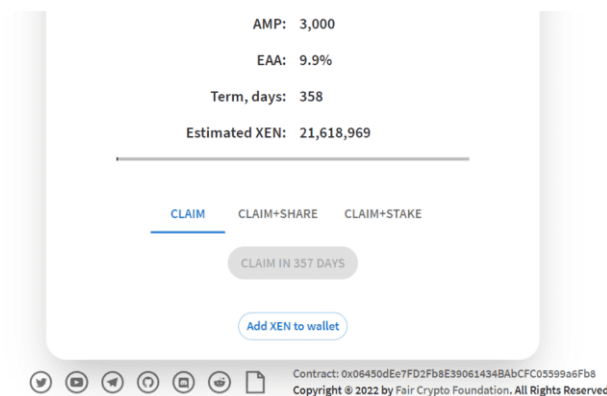 AMP: 3,000
EAA: 9.9%
Term, days: 358
Estimated XEN: 21,618,969
CLAIM CLAIM+SHARE CLAIM+STAKE
CLAIM IN 357 DAYS
Add XEN to wallet
Contract: 0x06450dEe7FD2Fb8E39061434BAbCFC05599a6Fb8
Copyright © 2022 by Fair Crypto Foundation. All Rights Reserved